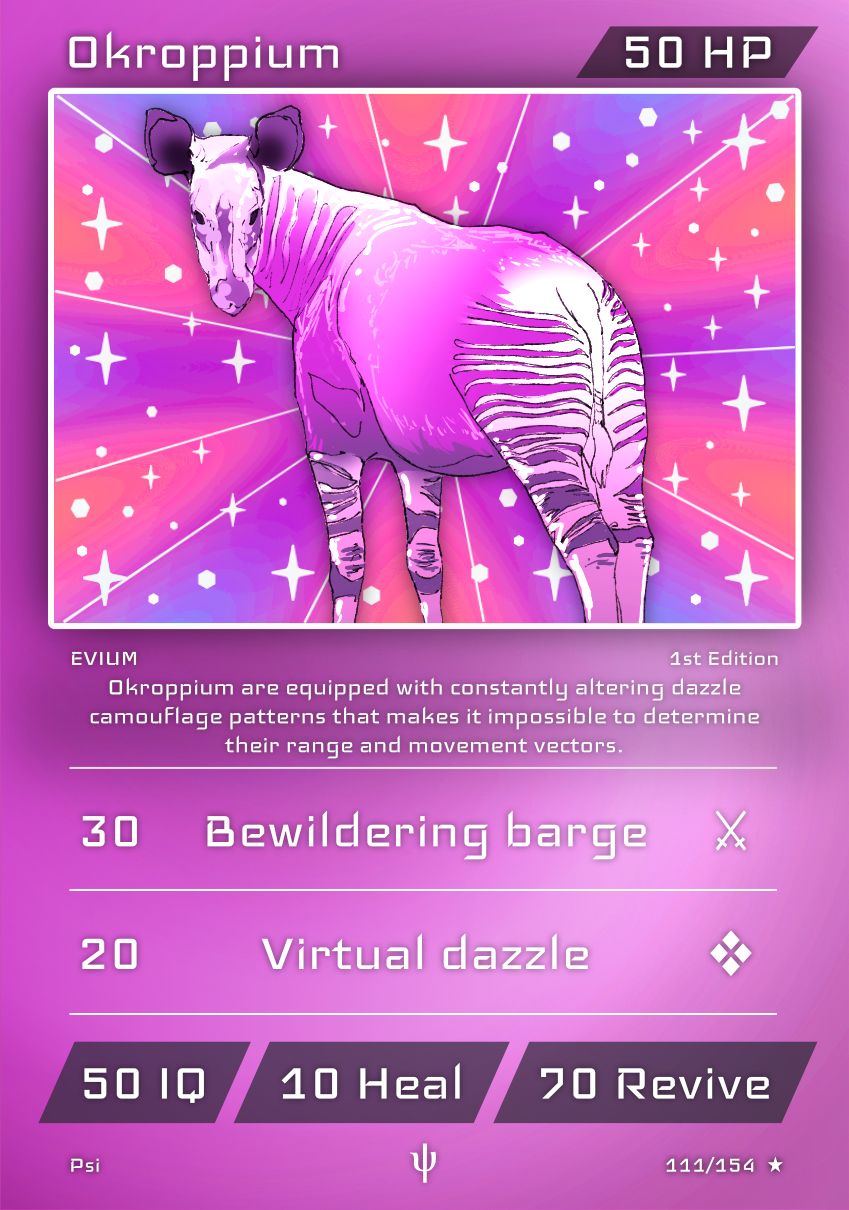 Okroppium
50 HP
EVIUM
1st Edition
Okroppium are equipped with constantly altering dazzle
camouflage patterns that makes it impossible to determine
their range and movement vectors.
30 Bewildering barge
20 Virtual dazzle
50 IQ
10 Heal
70 Revive
Psi
ψ
111/154 ★